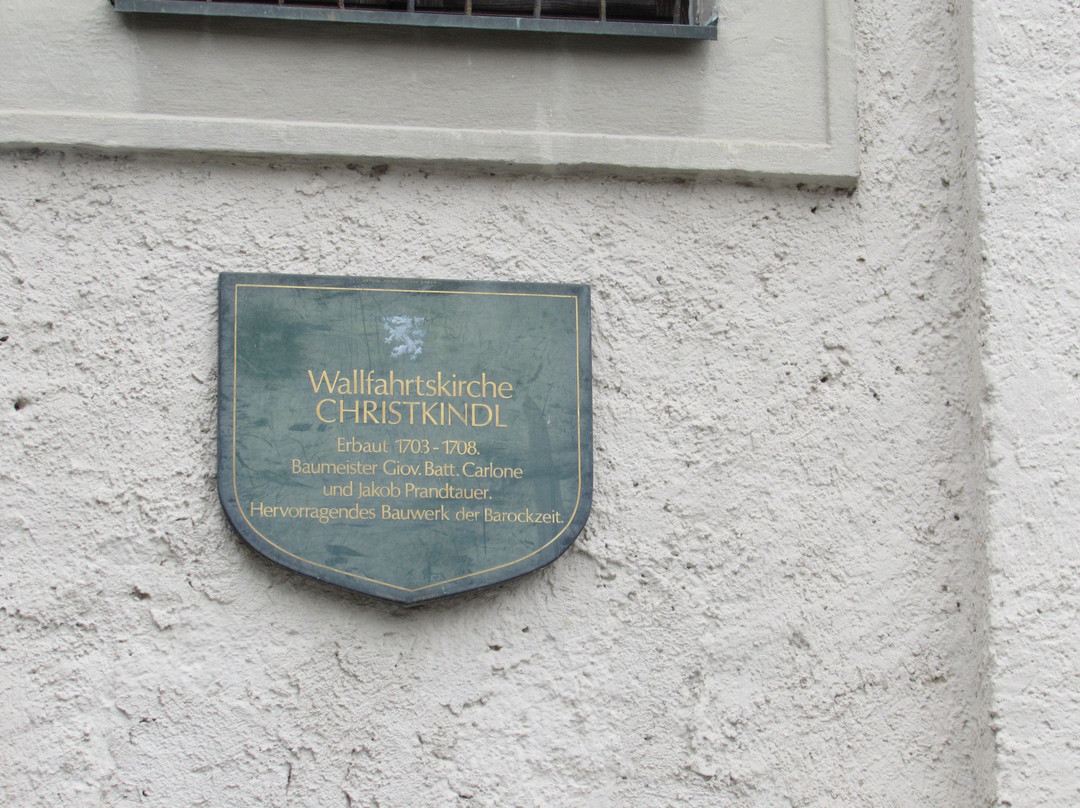 Wallfahrtskirche
CHRISTKINDL
Erbaut 1703-1708.
Baumeister Giov. Batt. Carlone
und Jakob Prandtauer.
Hervorragendes Bauwerk der Barockzeit.